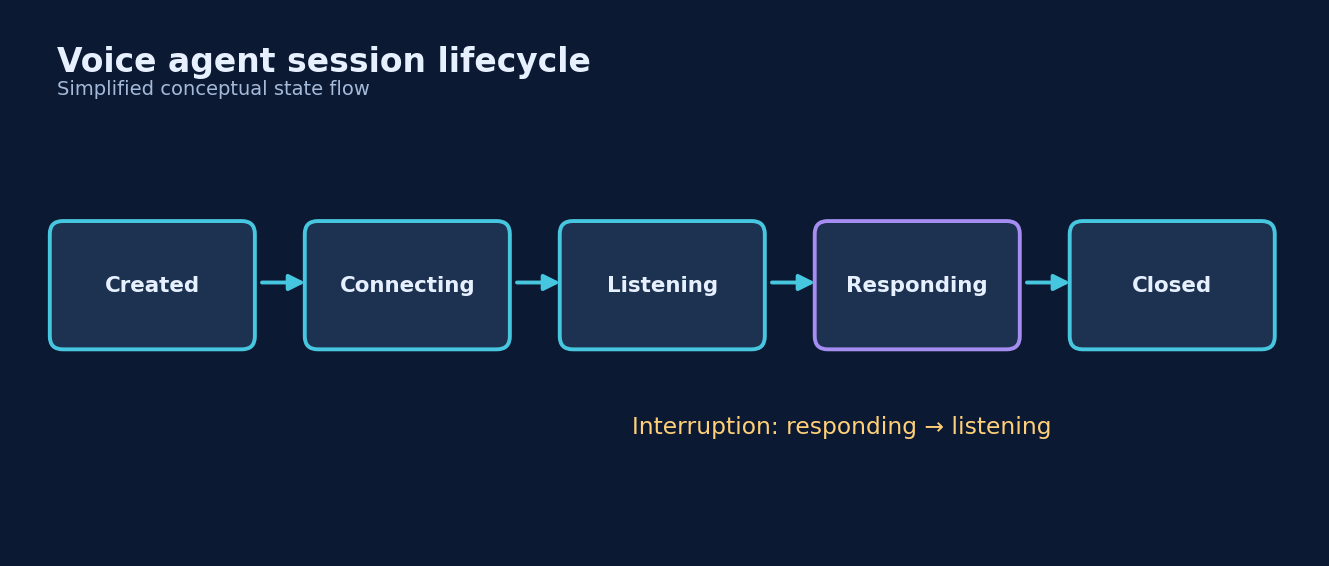 Voice agent session lifecycle
Simplified conceptual state flow
Created
Connecting
Listening
Responding
Closed
Interruption: responding → listening